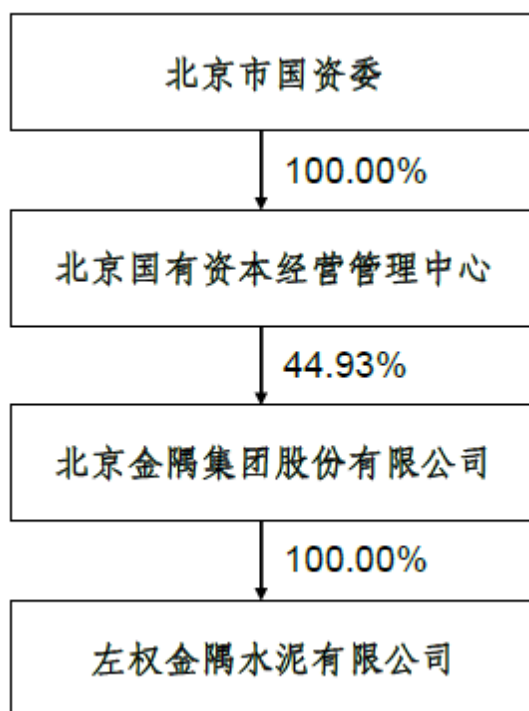 北京市国资委
100.00%
北京国有资本经营管理中心
44.93%
北京金隅集团股份有限公司
100.00%
左权金隅水泥有限公司